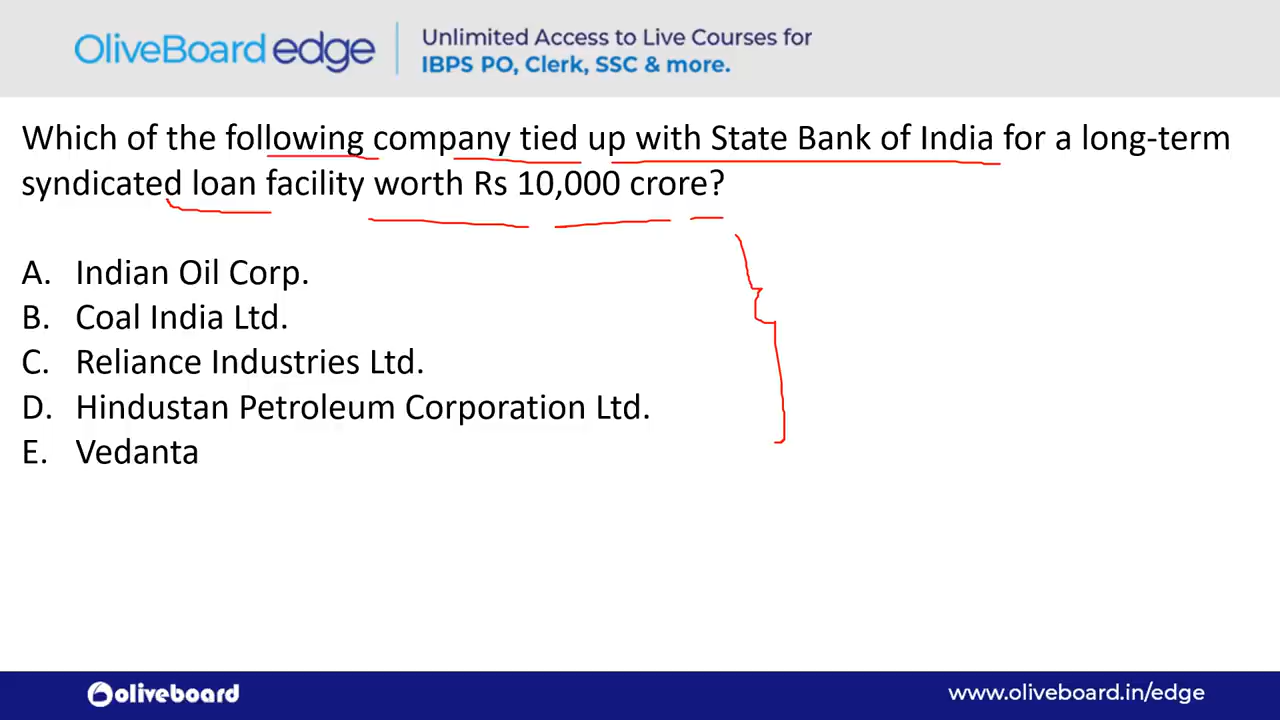 OliveBoard edge
Unlimited Access to Live Courses for
IBPS PO, Clerk, SSC & more.
Which of the following company tied up with State Bank of India for a long-term
syndicated loan facility worth Rs 10,000 crore?
A. Indian Oil Corp.
B. Coal India Ltd.
C. Reliance Industries Ltd.
D. Hindustan Petroleum Corporation Ltd.
E. Vedanta
oliveboard
www.oliveboard.in/edge